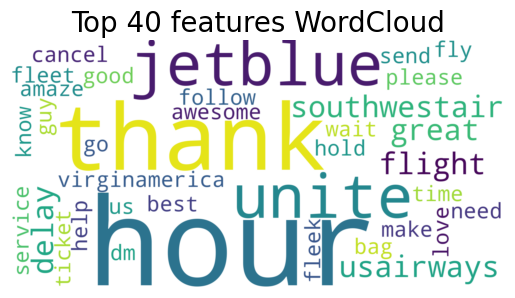 Top 40 features WordCloud
cancel
jetblue
send
fly
fleet
good
please
amaze
follow
southwestair
know
guy
thank
awesome
wait
great
go
hold
flight
virginamerica
unite
time
service
delay
ticket
help
us
best
hour
love
need
dm
fleek
bag
make
usairways